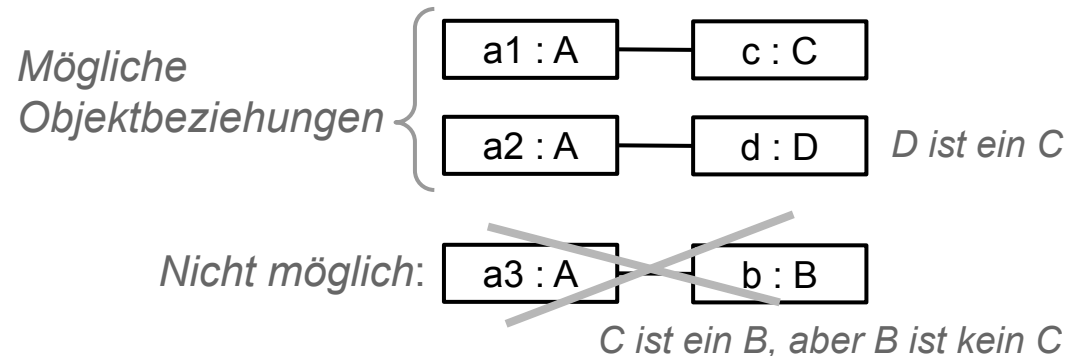 Mögliche
Objektbeziehungen
a1 : A
c : C
a2 : A
d : D
D ist ein C
Nicht möglich:
a3 : A
b : B
C ist ein B, aber B ist kein C